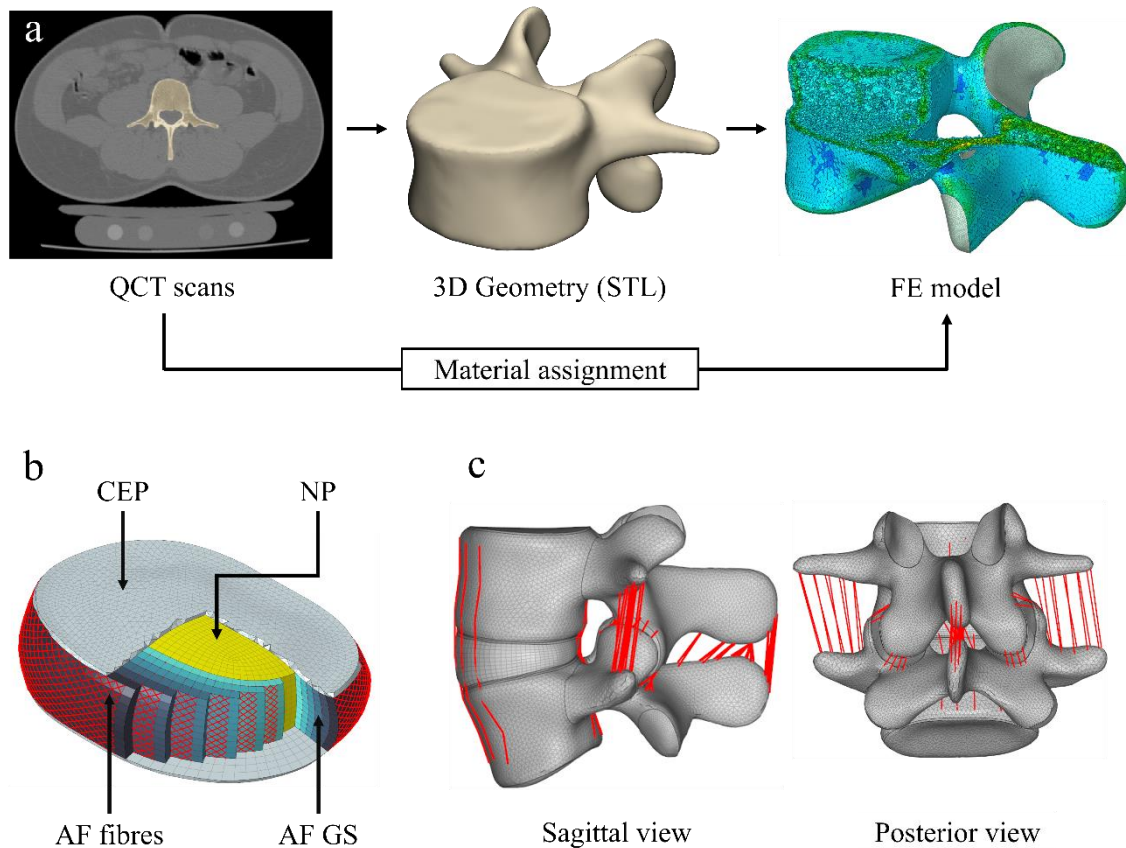 a
QCT scans
3D Geometry (STL)
FE model
Material assignment
b
c
CEP
NP
AF fibres
AF GS
Sagittal view
Posterior view